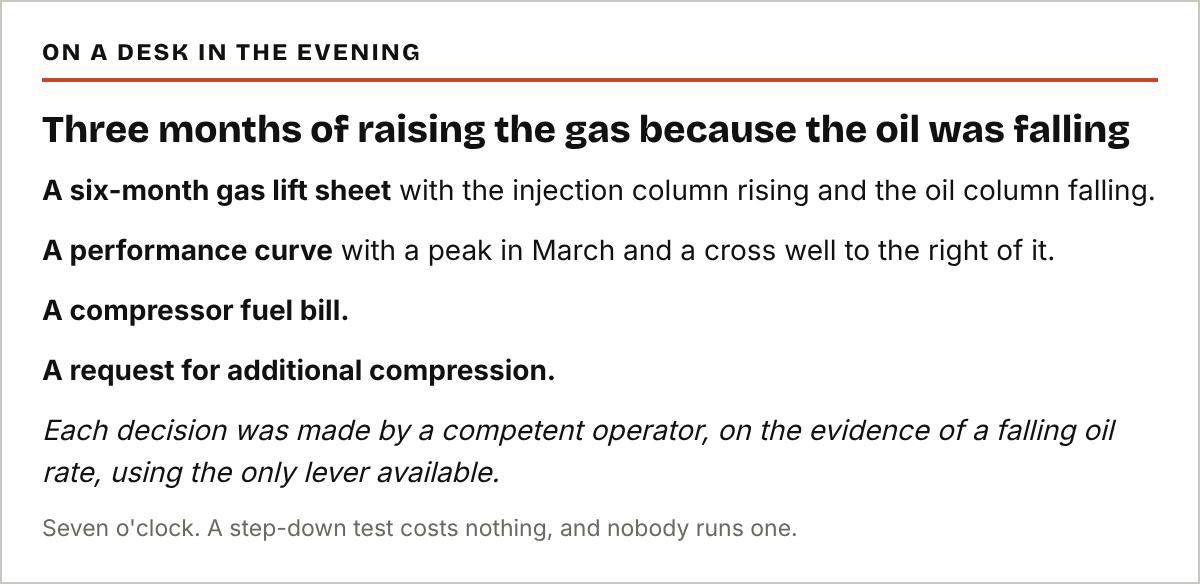 ON A DESK IN THE EVENING
Three months of raising the gas because the oil was falling
A six-month gas lift sheet with the injection column rising and the oil column falling.
A performance curve with a peak in March and a cross well to the right of it.
A compressor fuel bill.
A request for additional compression.
Each decision was made by a competent operator, on the evidence of a falling oil
rate, using the only lever available.
Seven o'clock. A step-down test costs nothing, and nobody runs one.